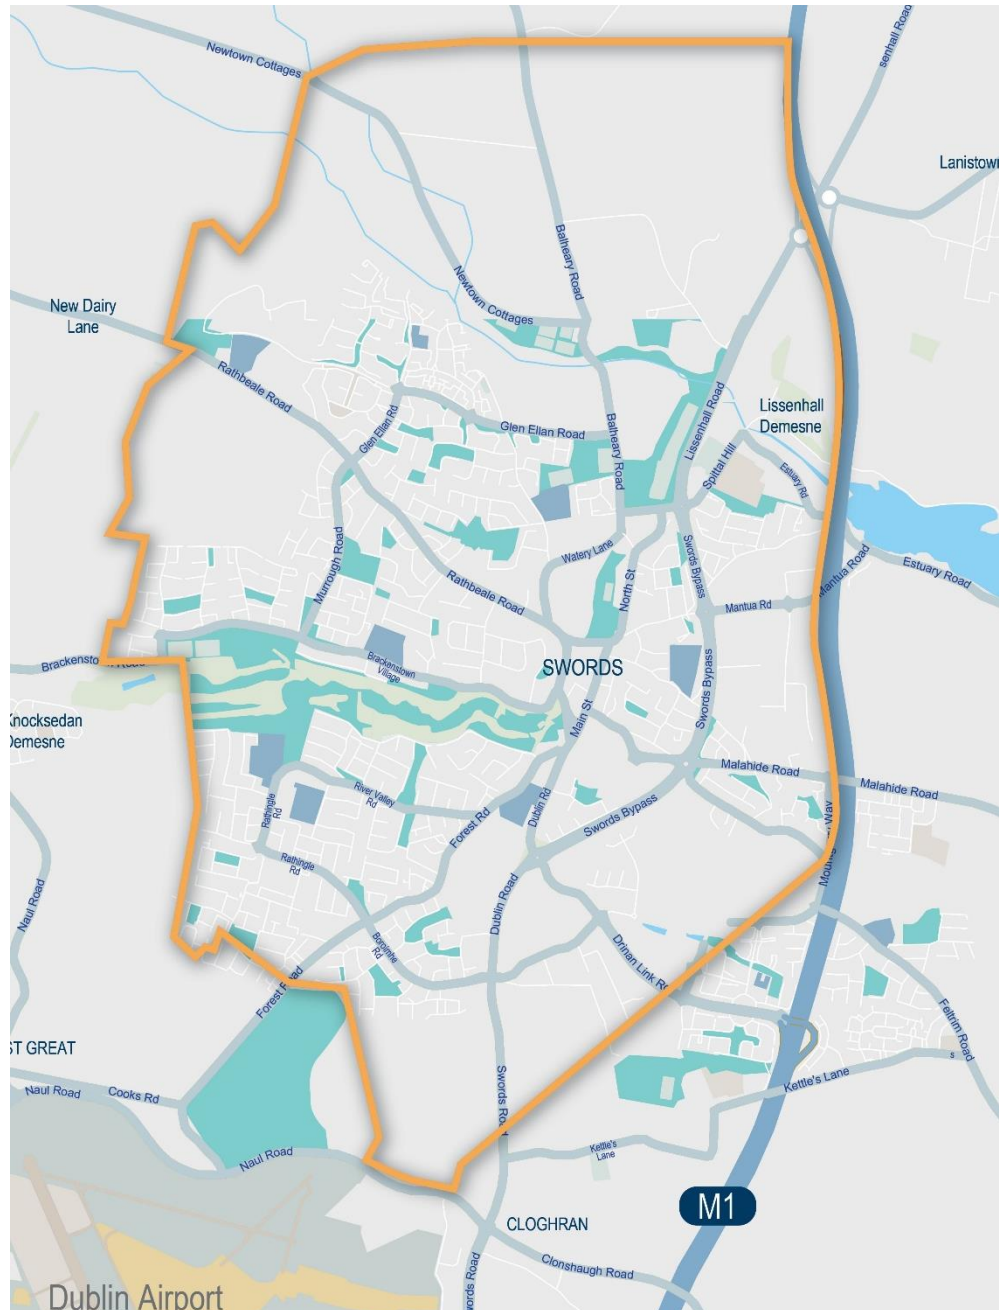 Newtown Cottages
senhall Road
Lanistow
Balheary Road
Newtown Cottages
New Dairy
Lane
Rathbeale Road
Glen Ellan Rd
Glen Ellan Road
Balheary Road
Lissenhall Road
Lissenhall
Demesne
Spittal Hill
Estuary Rd
Murrough Road
Watery Lane
North St
Swords Bypass
Mantua Road
Estuary Road
Rathbeale Road
Mantua Rd
Brackenstown Road
Brackenstown
Village
SWORDS
Swords Bypass
Main St
Knocksedan
Demesne
Malahide Road
Malahide Road
River Valley
Rd
Rathingle
Rd
Forest Rd
Dublin Rd
Swords Bypass
Way
Rathingle
Rd
Naul Road
Dublin Road
Boroimhe
Rd
Drinan Link R
Forest Road
Feltrim Road
ST GREAT
s
Naul Road
Cooks Rd
Swords Road
Kettle's Lane
Kettle's
Lane
Naul Road
M1
CLOGHRAN
Clonshaugh Road
words Road
Dublin Airport